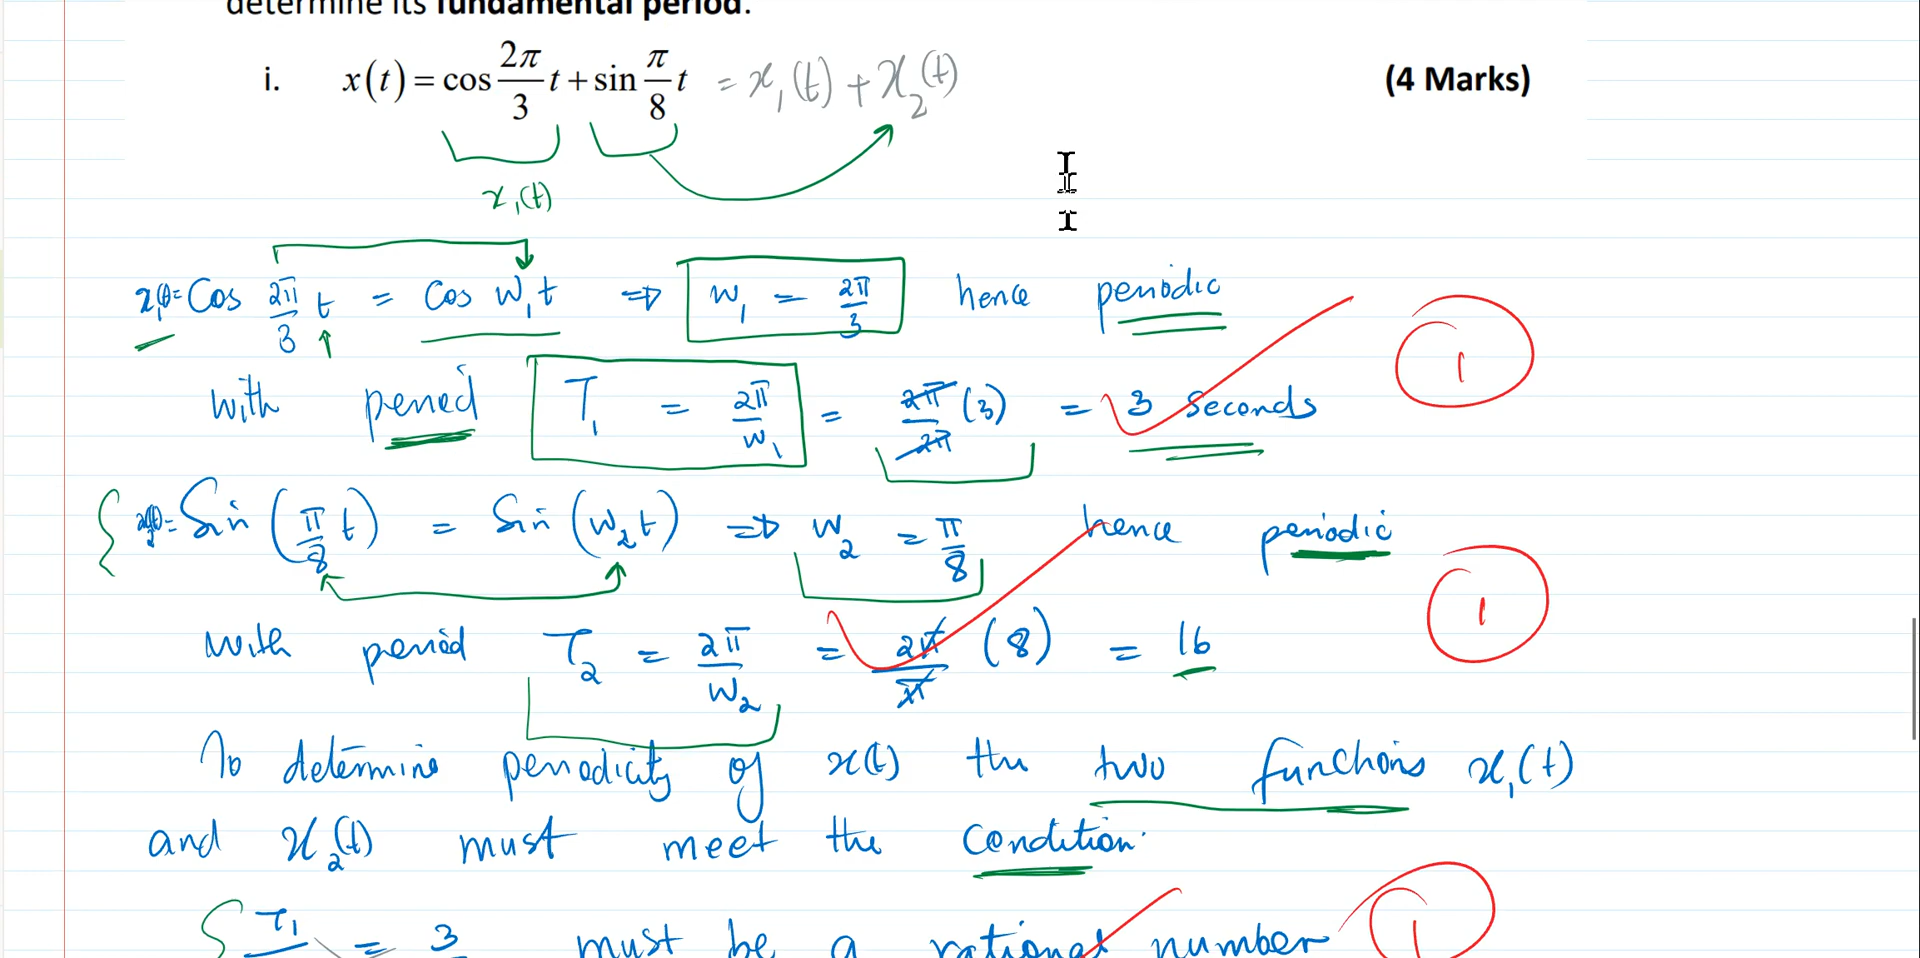 determine its fundamental period.
i. x(t) = cos 2π/3 t + sin π/8 t = x₁(t) + x₂(t)
(4 Marks)
x₁(t)
x₁(t) = Cos 2π/3 t = Cos w₁t ⇒ w₁ = 2π/3 hence periodic
1
with period T₁ = 2π/w₁ = 2π/2π (3) = 3 seconds
x₂(t) = Sin (π/8 t) = Sin (w₂t) ⇒ w₂ = π/8 hence periodic
1
with period T₂ = 2π/w₂ = 2π/π (8) = 16
To determine periodicity of x(t) the two functions x₁(t)
and x₂(t) must meet the condition.
T₁ = 3 must be a rational number
1